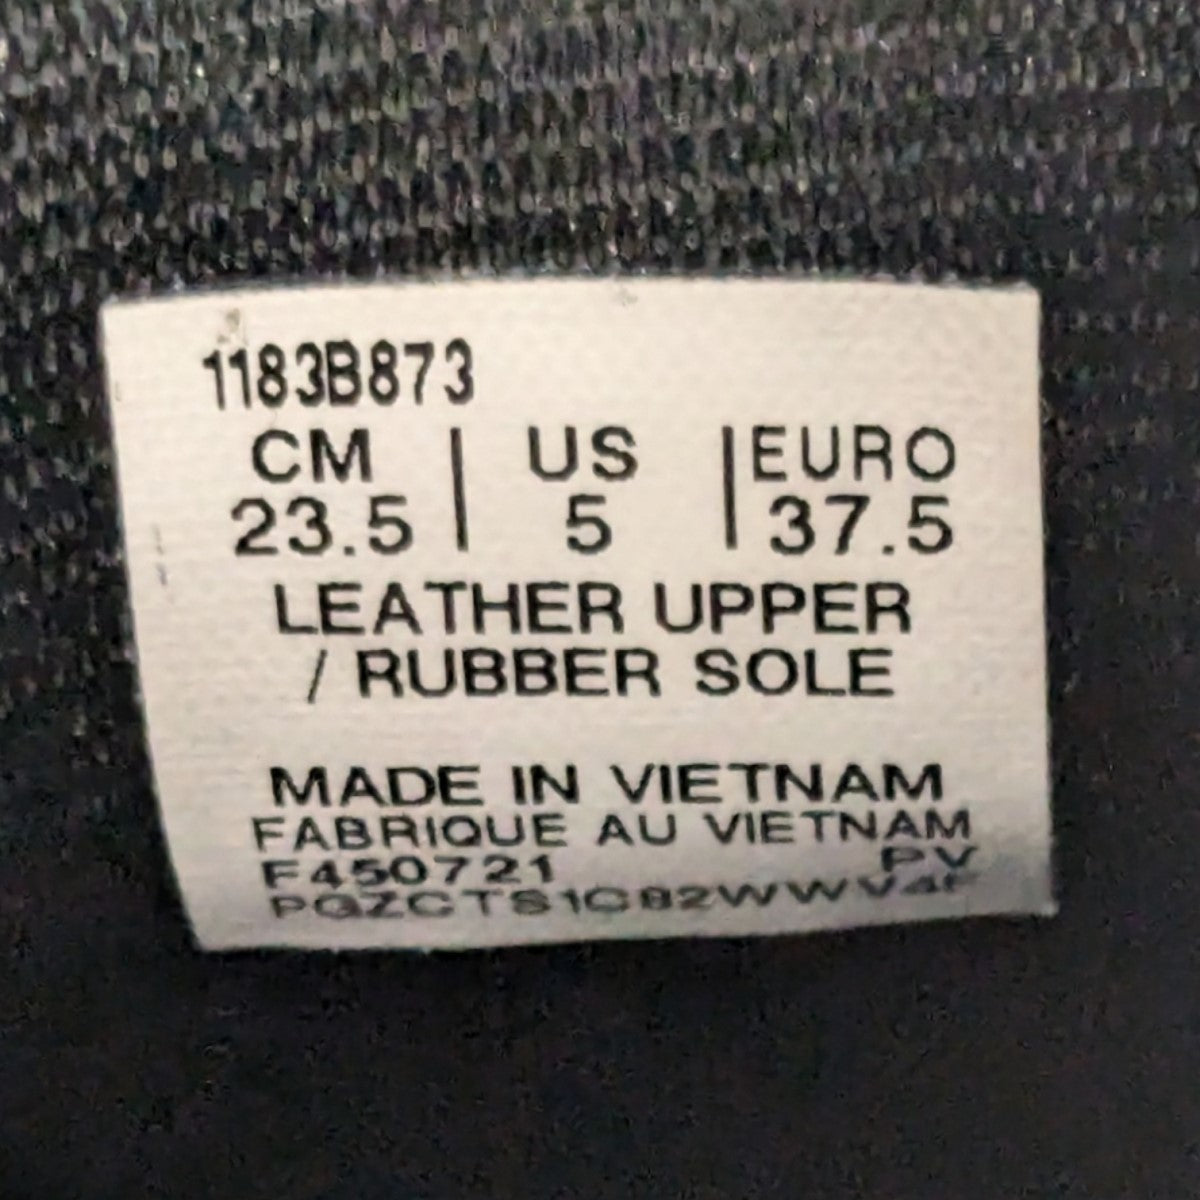 1183B873
CM | US | EURO
23.5 | 5 | 37.5
LEATHER UPPER
/ RUBBER SOLE
MADE IN VIETNAM
FABRIQUE AU VIETNAM
F450721 PV